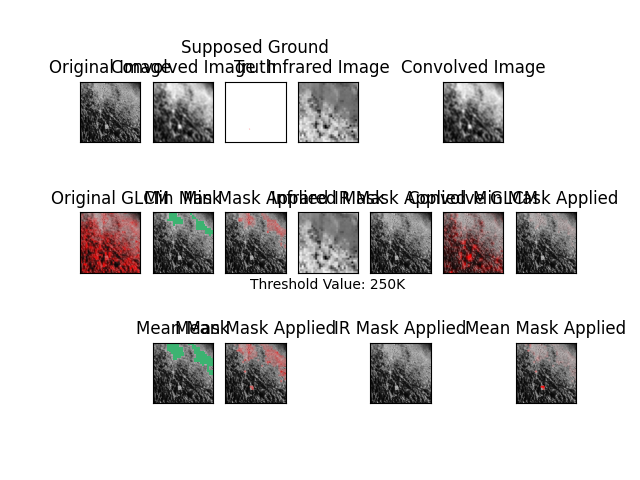 Supposed Ground
Original Image Convolved Image Truth Infrared Image Convolved Image
Original GLCM Min Mask Min Mask Applied Infrared Mask IR Mask Applied Convolved GLCM Min Mask Applied
Threshold Value: 250K
Mean Mask Mean Mask Applied IR Mask Applied Mean Mask Applied